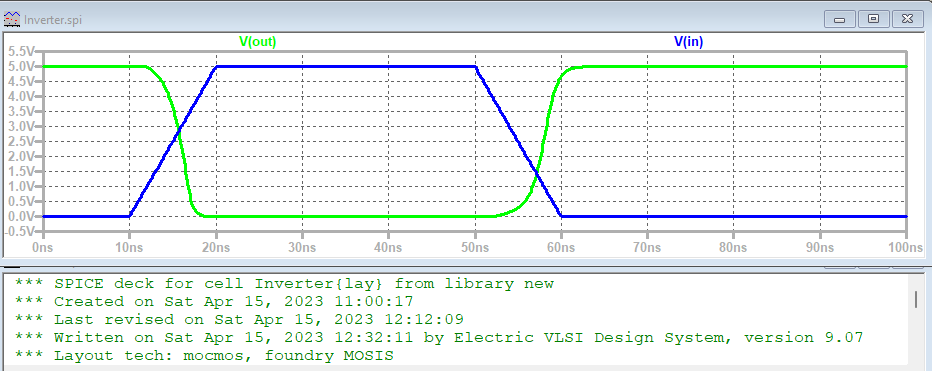 Inverter.spi
V(out) V(in)
5.5V
5.0V
4.5V
4.0V
3.5V
3.0V
2.5V
2.0V
1.5V
1.0V
0.5V
0.0V
-0.5V
0ns 10ns 20ns 30ns 40ns 50ns 60ns 70ns 80ns 90ns 100ns
*** SPICE deck for cell Inverter{lay} from library new
*** Created on Sat Apr 15, 2023 11:00:17
*** Last revised on Sat Apr 15, 2023 12:12:09
*** Written on Sat Apr 15, 2023 12:32:11 by Electric VLSI Design System, version 9.07
*** Layout tech: mocmos, foundry MOSIS